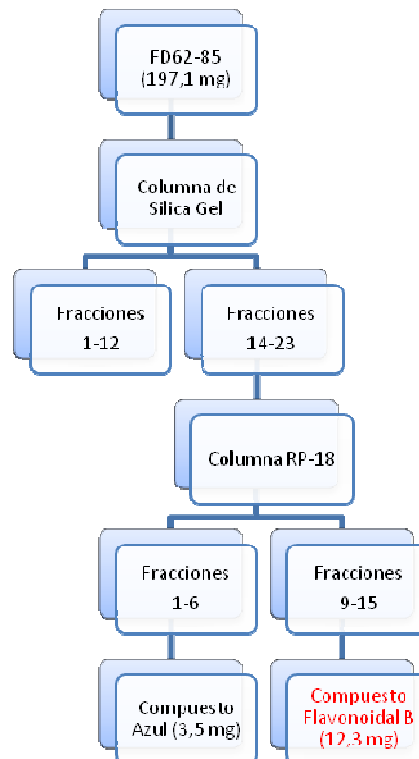 FD62-85
(197,1 mg)
Columna de
Silica Gel
Fracciones
1-12
Fracciones
14-23
Columna RP-18
Fracciones
1-6
Fracciones
9-15
Compuesto
Azul (3,5 mg)
Compuesto
Flavonoidal B
(12,3 mg)